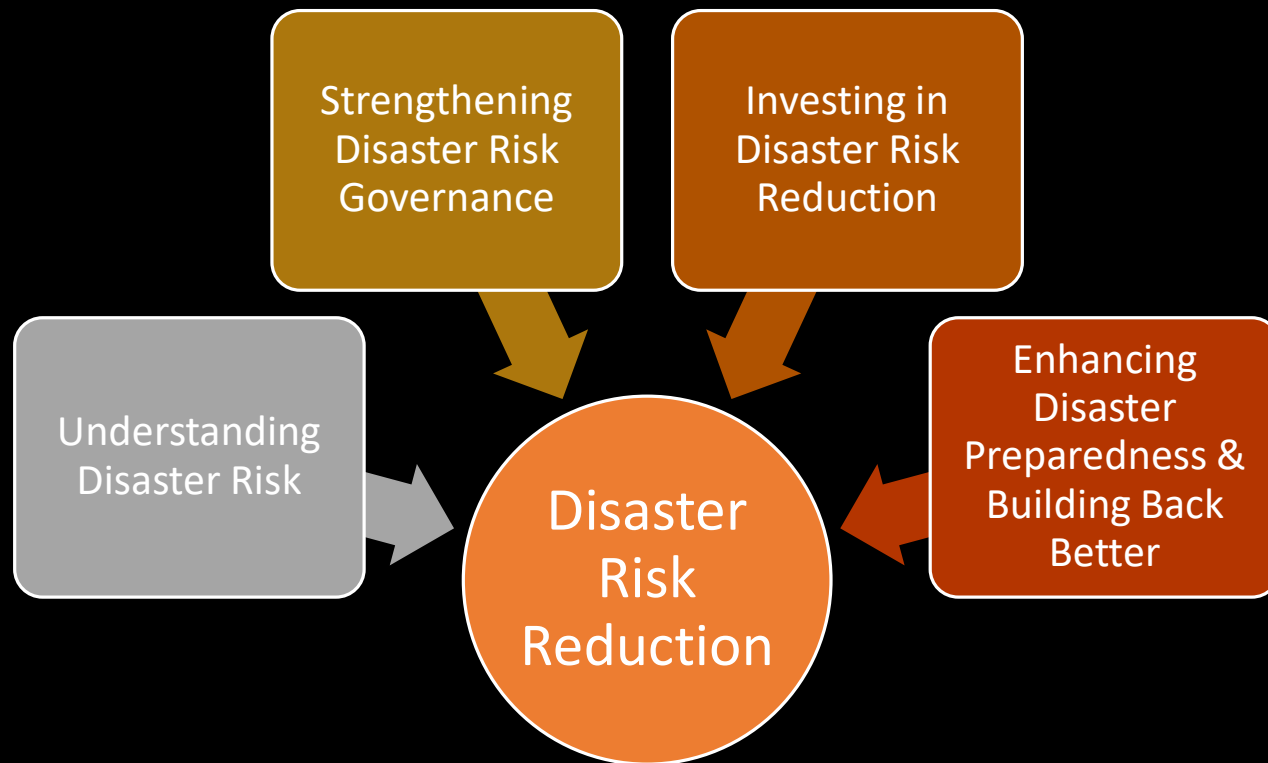 Strengthening
Disaster Risk
Governance
Investing in
Disaster Risk
Reduction
Understanding
Disaster Risk
Enhancing
Disaster
Preparedness &
Building Back
Better
Disaster
Risk
Reduction